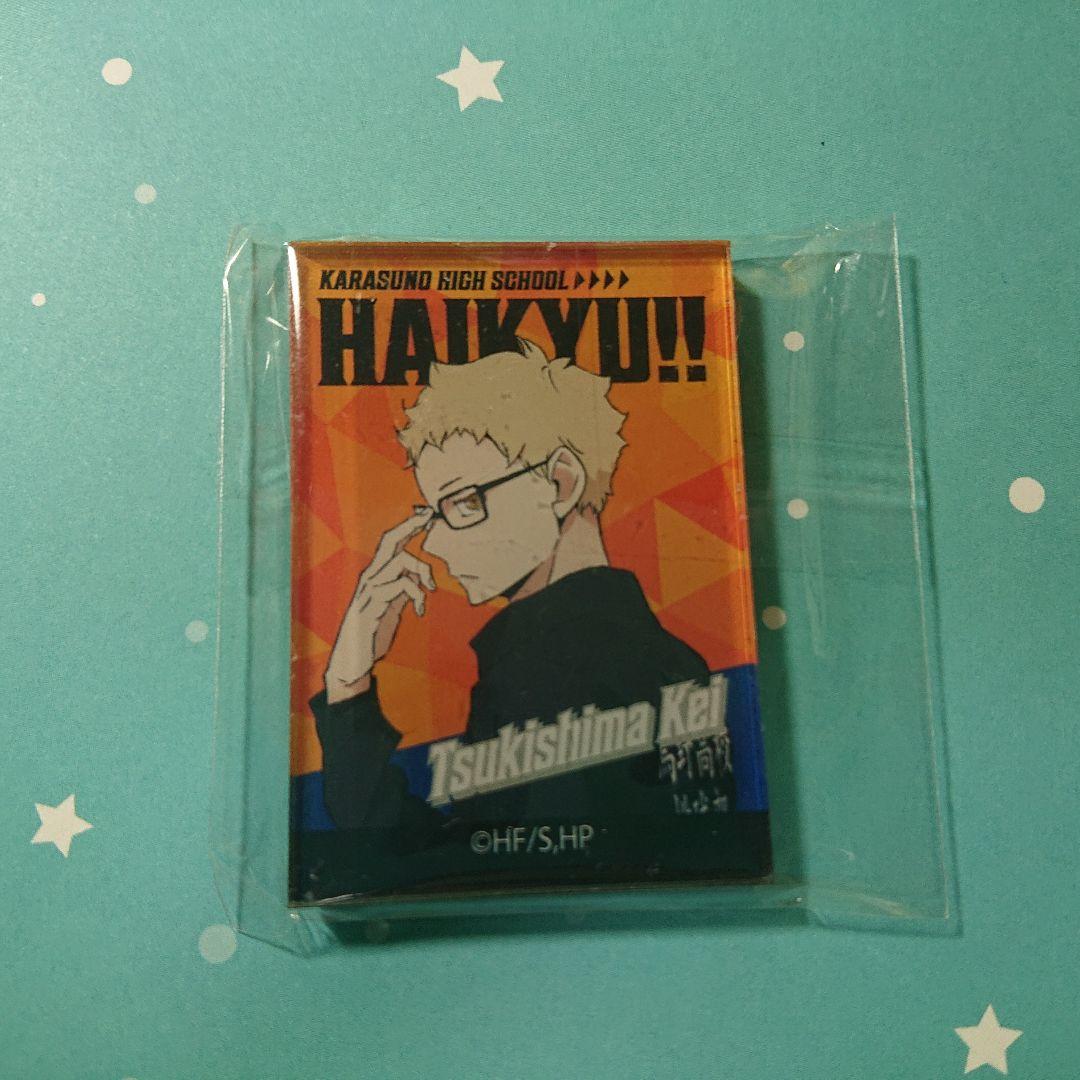 KARASUNO HIGH SCHOOL
HAIKYU!!
Tsukishima Kei
©HF/S,HP